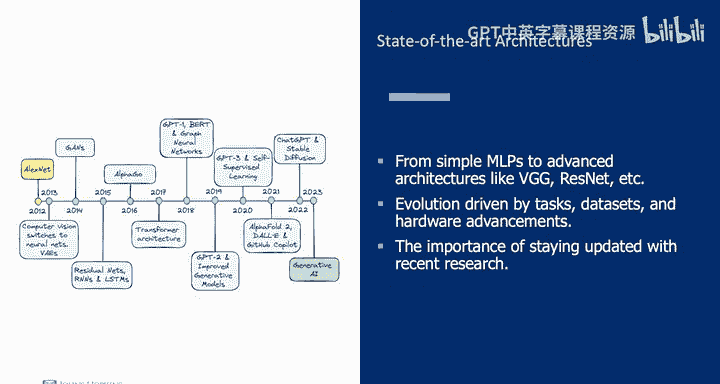 GPT中英字幕课程资源
bilibili
State-of-the-art Architectures
GPT-1, BERT
& Graph
Neural
Networks
ChatGPT &
Stable
Diffusion
GANs
GPT-3 & Self-
Supervised
Learning
AlexNet
AlphaGo
2013
2015
2017
2019
2021
2023
2012
2014
2016
2018
2020
2022
Computer vision
switches to
neural nets.
VAEs
Transformer
architecture
AlphaFold 2,
DALL-E &
GitHub Copilot
Residual Nets,
RNNs & LSTMs
GPT-2 &
Improved
Generative
Models
Generative
AI
▪ From simple MLPs to advanced
architectures like VGG, ResNet, etc.
▪ Evolution driven by tasks, datasets, and
hardware advancements.
▪ The importance of staying updated with
recent research.